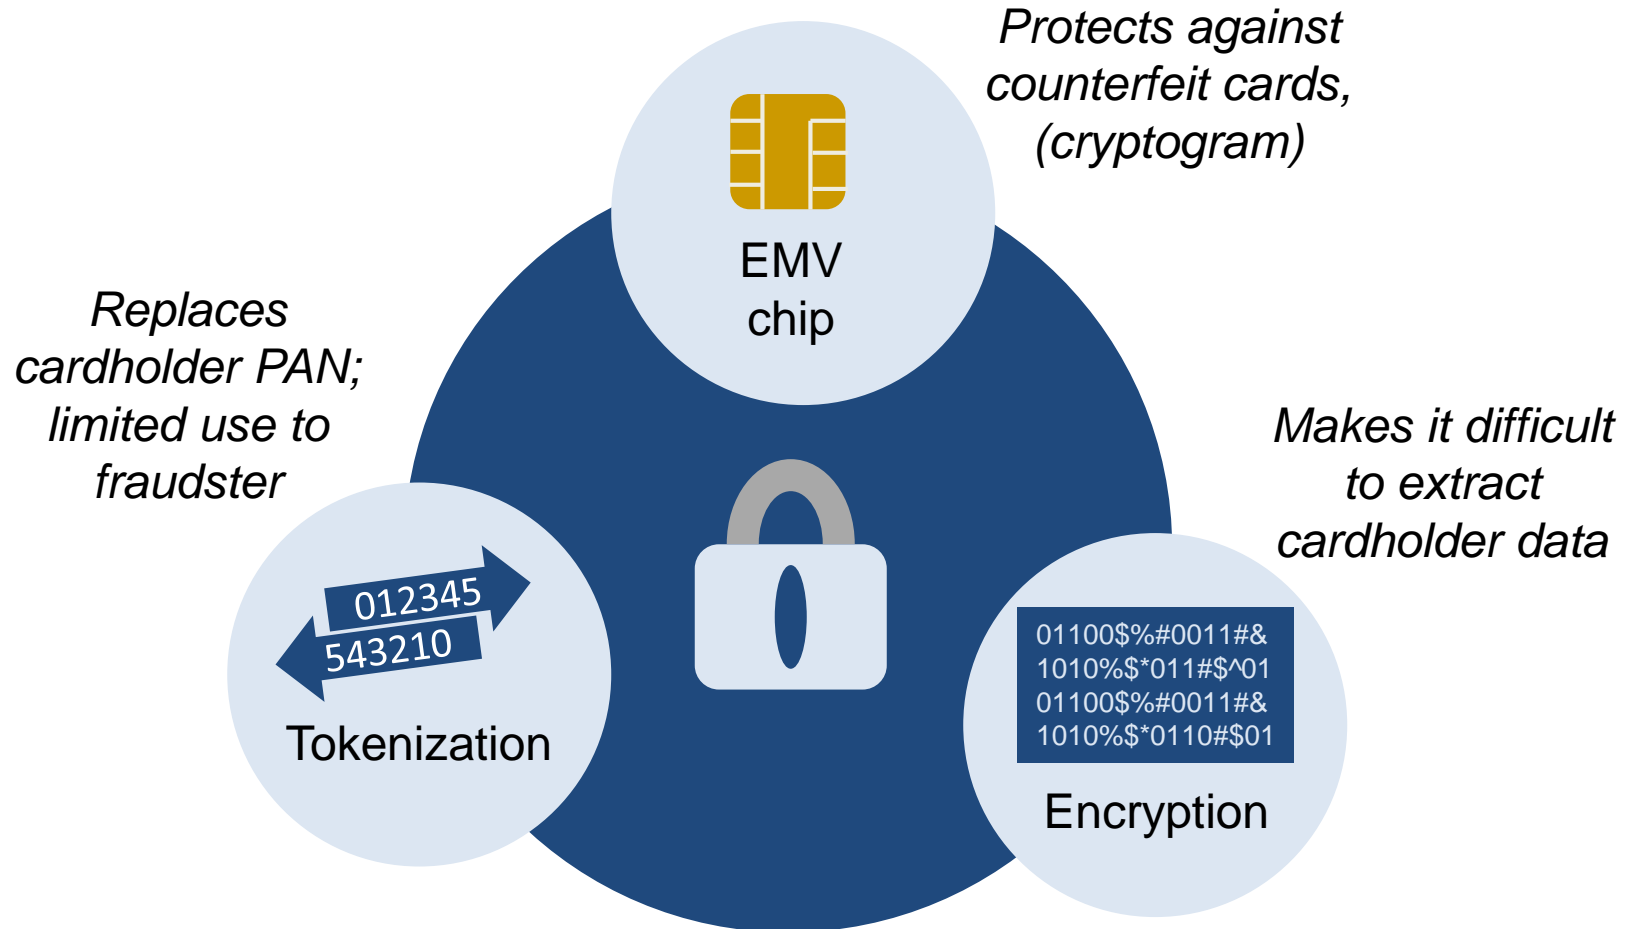 Protects against
counterfeit cards,
(cryptogram)
EMV
chip
Replaces
cardholder PAN;
limited use to
fraudster
012345
543210
Tokenization
Makes it difficult
to extract
cardholder data
01100$%#0011#&
1010%$*011#$^01
01100$%#0011#&
1010%$*0110#$01
Encryption